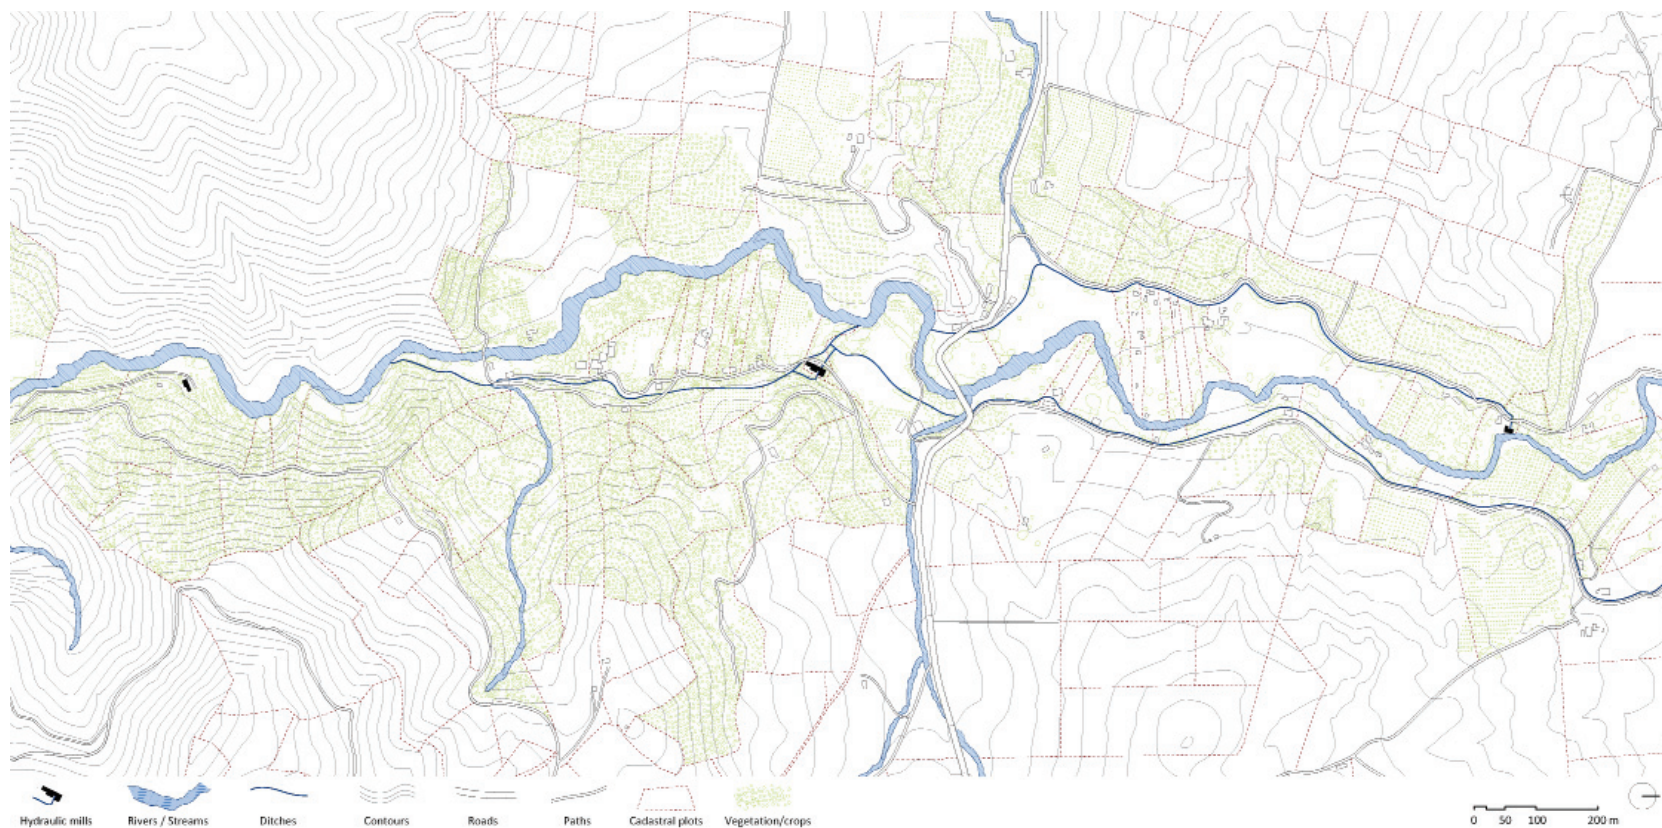 Hydraulic mills
Rivers / Streams
Ditches
Contours
Roads
Paths
Cadastral plots
Vegetation/crops
0 50 100 200 m